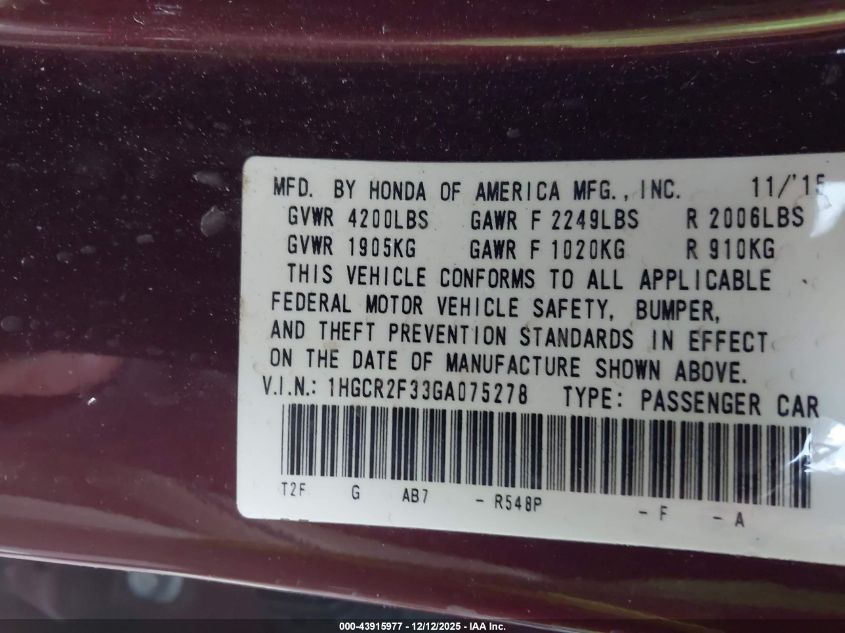 MFD. BY HONDA OF AMERICA MFG., INC. 11/'15
GVWR 4200LBS GAWR F 2249LBS R 2006LBS
GVWR 1905KG GAWR F 1020KG R 910KG
THIS VEHICLE CONFORMS TO ALL APPLICABLE
FEDERAL MOTOR VEHICLE SAFETY, BUMPER,
AND THEFT PREVENTION STANDARDS IN EFFECT
ON THE DATE OF MANUFACTURE SHOWN ABOVE.
V.I.N.: 1HGCR2F33GA075278 TYPE: PASSENGER CAR
T2F G AB7 - R548P - F - A
000-43915977 - 12/12/2025 - IAA Inc.